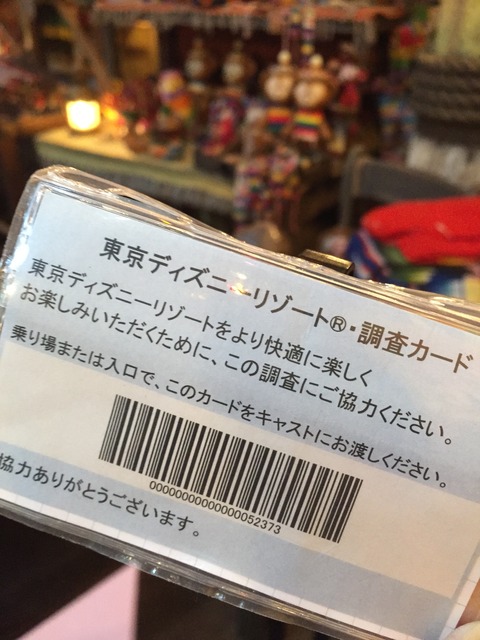 東京ディズニーリゾート®・調査カード
東京ディズニーリゾートをより快適に楽しく
お楽しみいただくために、この調査にご協力ください。
乗り場または入口で、このカードをキャストにお渡しください。
00000000000000052373
協力ありがとうございます。